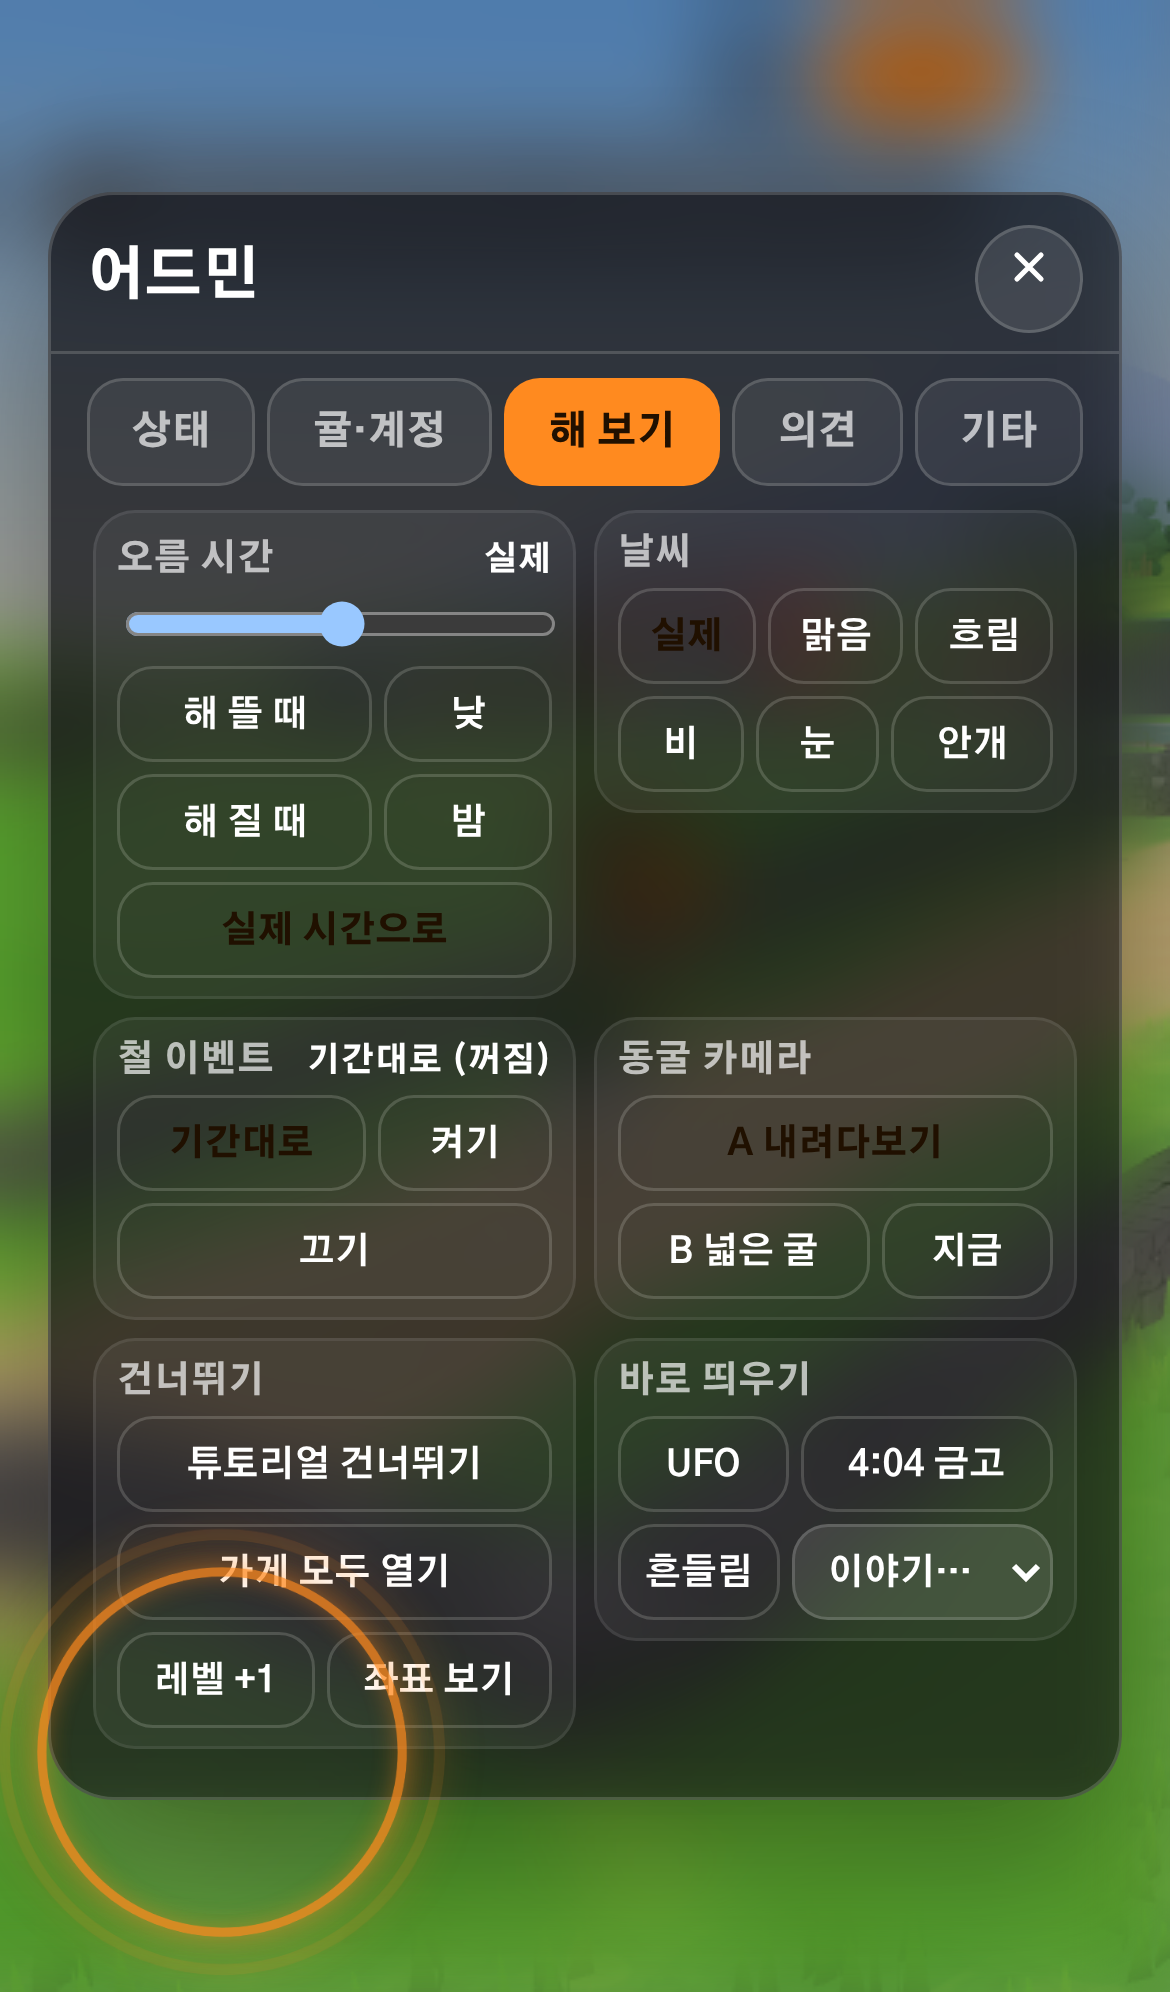 어드민
상태 귤·계정 해 보기 의견 기타
오름 시간 실제
해 뜰 때 낮
해 질 때 밤
실제 시간으로
날씨
실제 맑음 흐림
비 눈 안개
철 이벤트 기간대로 (꺼짐)
기간대로 켜기
끄기
동굴 카메라
A 내려다보기
B 넓은 굴 지금
건너뛰기
튜토리얼 건너뛰기
가게 모두 열기
레벨 +1 좌표 보기
바로 띄우기
UFO 4:04 금고
흔들림 이야기…